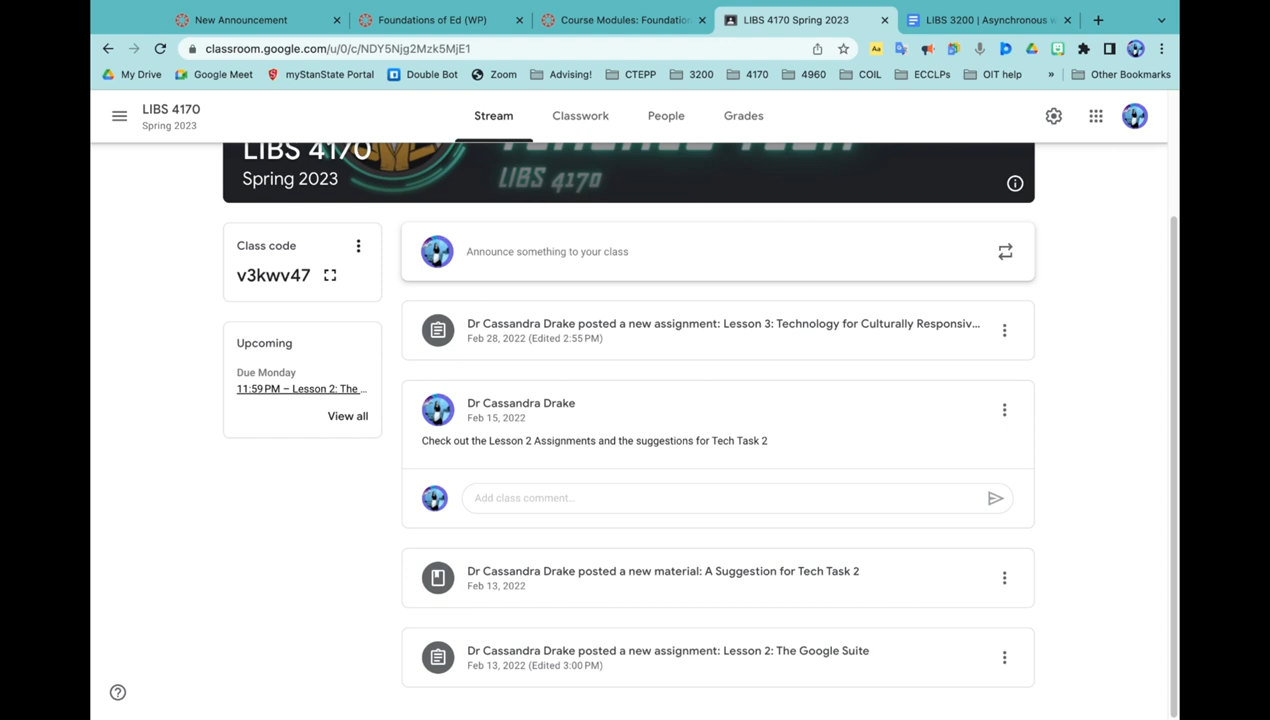 New Announcement
Foundations of Ed (WP)
Course Modules: Foundation
LIBS 4170 Spring 2023
LIBS 3200 | Asynchronous w
classroom.google.com/u/0/c/NDY5Njg2Mzk5MjE1
My Drive
Google Meet
myStanState Portal
Double Bot
Zoom
Advising!
CTEPP
3200
4170
4960
COIL
ECCLPs
OIT help
»
Other Bookmarks
LIBS 4170
Spring 2023
Stream
Classwork
People
Grades
LIBS 4170
Spring 2023
LIBS 4170
Class code
v3kwv47
Announce something to your class
Upcoming
Due Monday
11:59 PM – Lesson 2: The ...
View all
Dr Cassandra Drake posted a new assignment: Lesson 3: Technology for Culturally Responsiv...
Feb 28, 2022 (Edited 2:55 PM)
Dr Cassandra Drake
Feb 15, 2022
Check out the Lesson 2 Assignments and the suggestions for Tech Task 2
Add class comment...
Dr Cassandra Drake posted a new material: A Suggestion for Tech Task 2
Feb 13, 2022
Dr Cassandra Drake posted a new assignment: Lesson 2: The Google Suite
Feb 13, 2022 (Edited 3:00 PM)